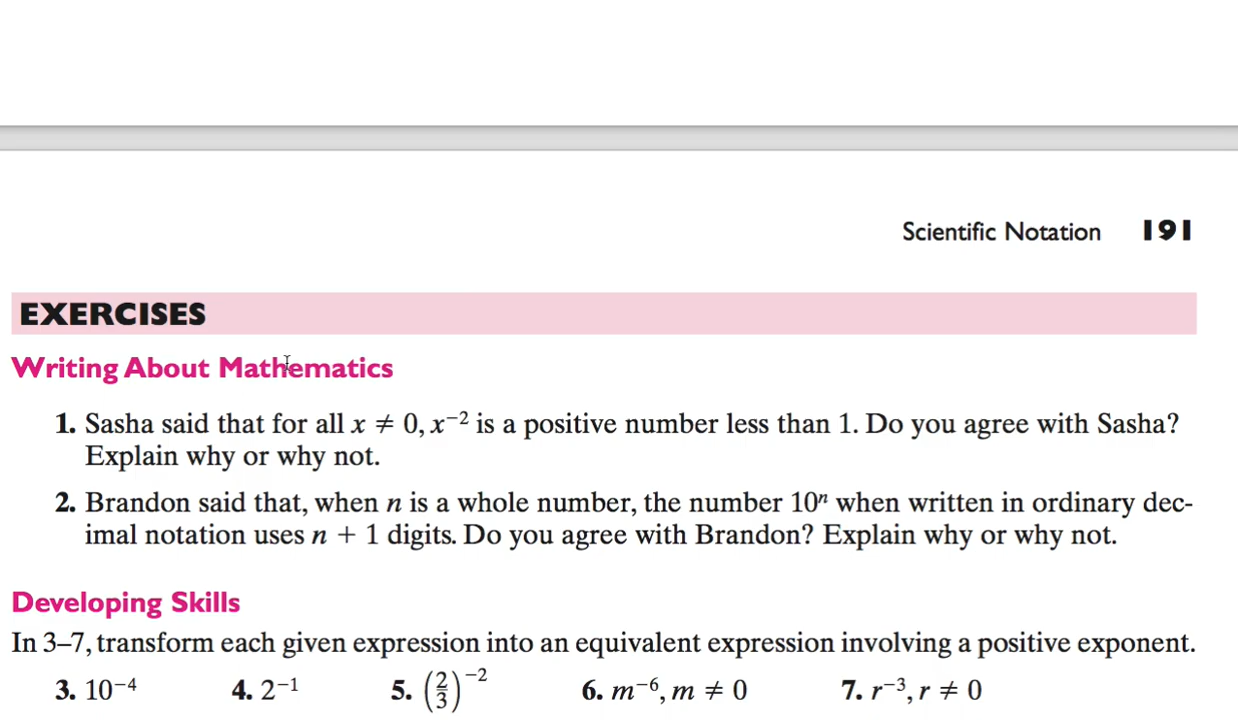 Scientific Notation 191
EXERCISES
Writing About Mathematics
1. Sasha said that for all x ≠ 0, x⁻² is a positive number less than 1. Do you agree with Sasha?
Explain why or why not.
2. Brandon said that, when n is a whole number, the number 10ⁿ when written in ordinary dec-
imal notation uses n + 1 digits. Do you agree with Brandon? Explain why or why not.
Developing Skills
In 3–7, transform each given expression into an equivalent expression involving a positive exponent.
3. 10⁻⁴ 4. 2⁻¹ 5. (2/3)⁻² 6. m⁻⁶, m ≠ 0 7. r⁻³, r ≠ 0